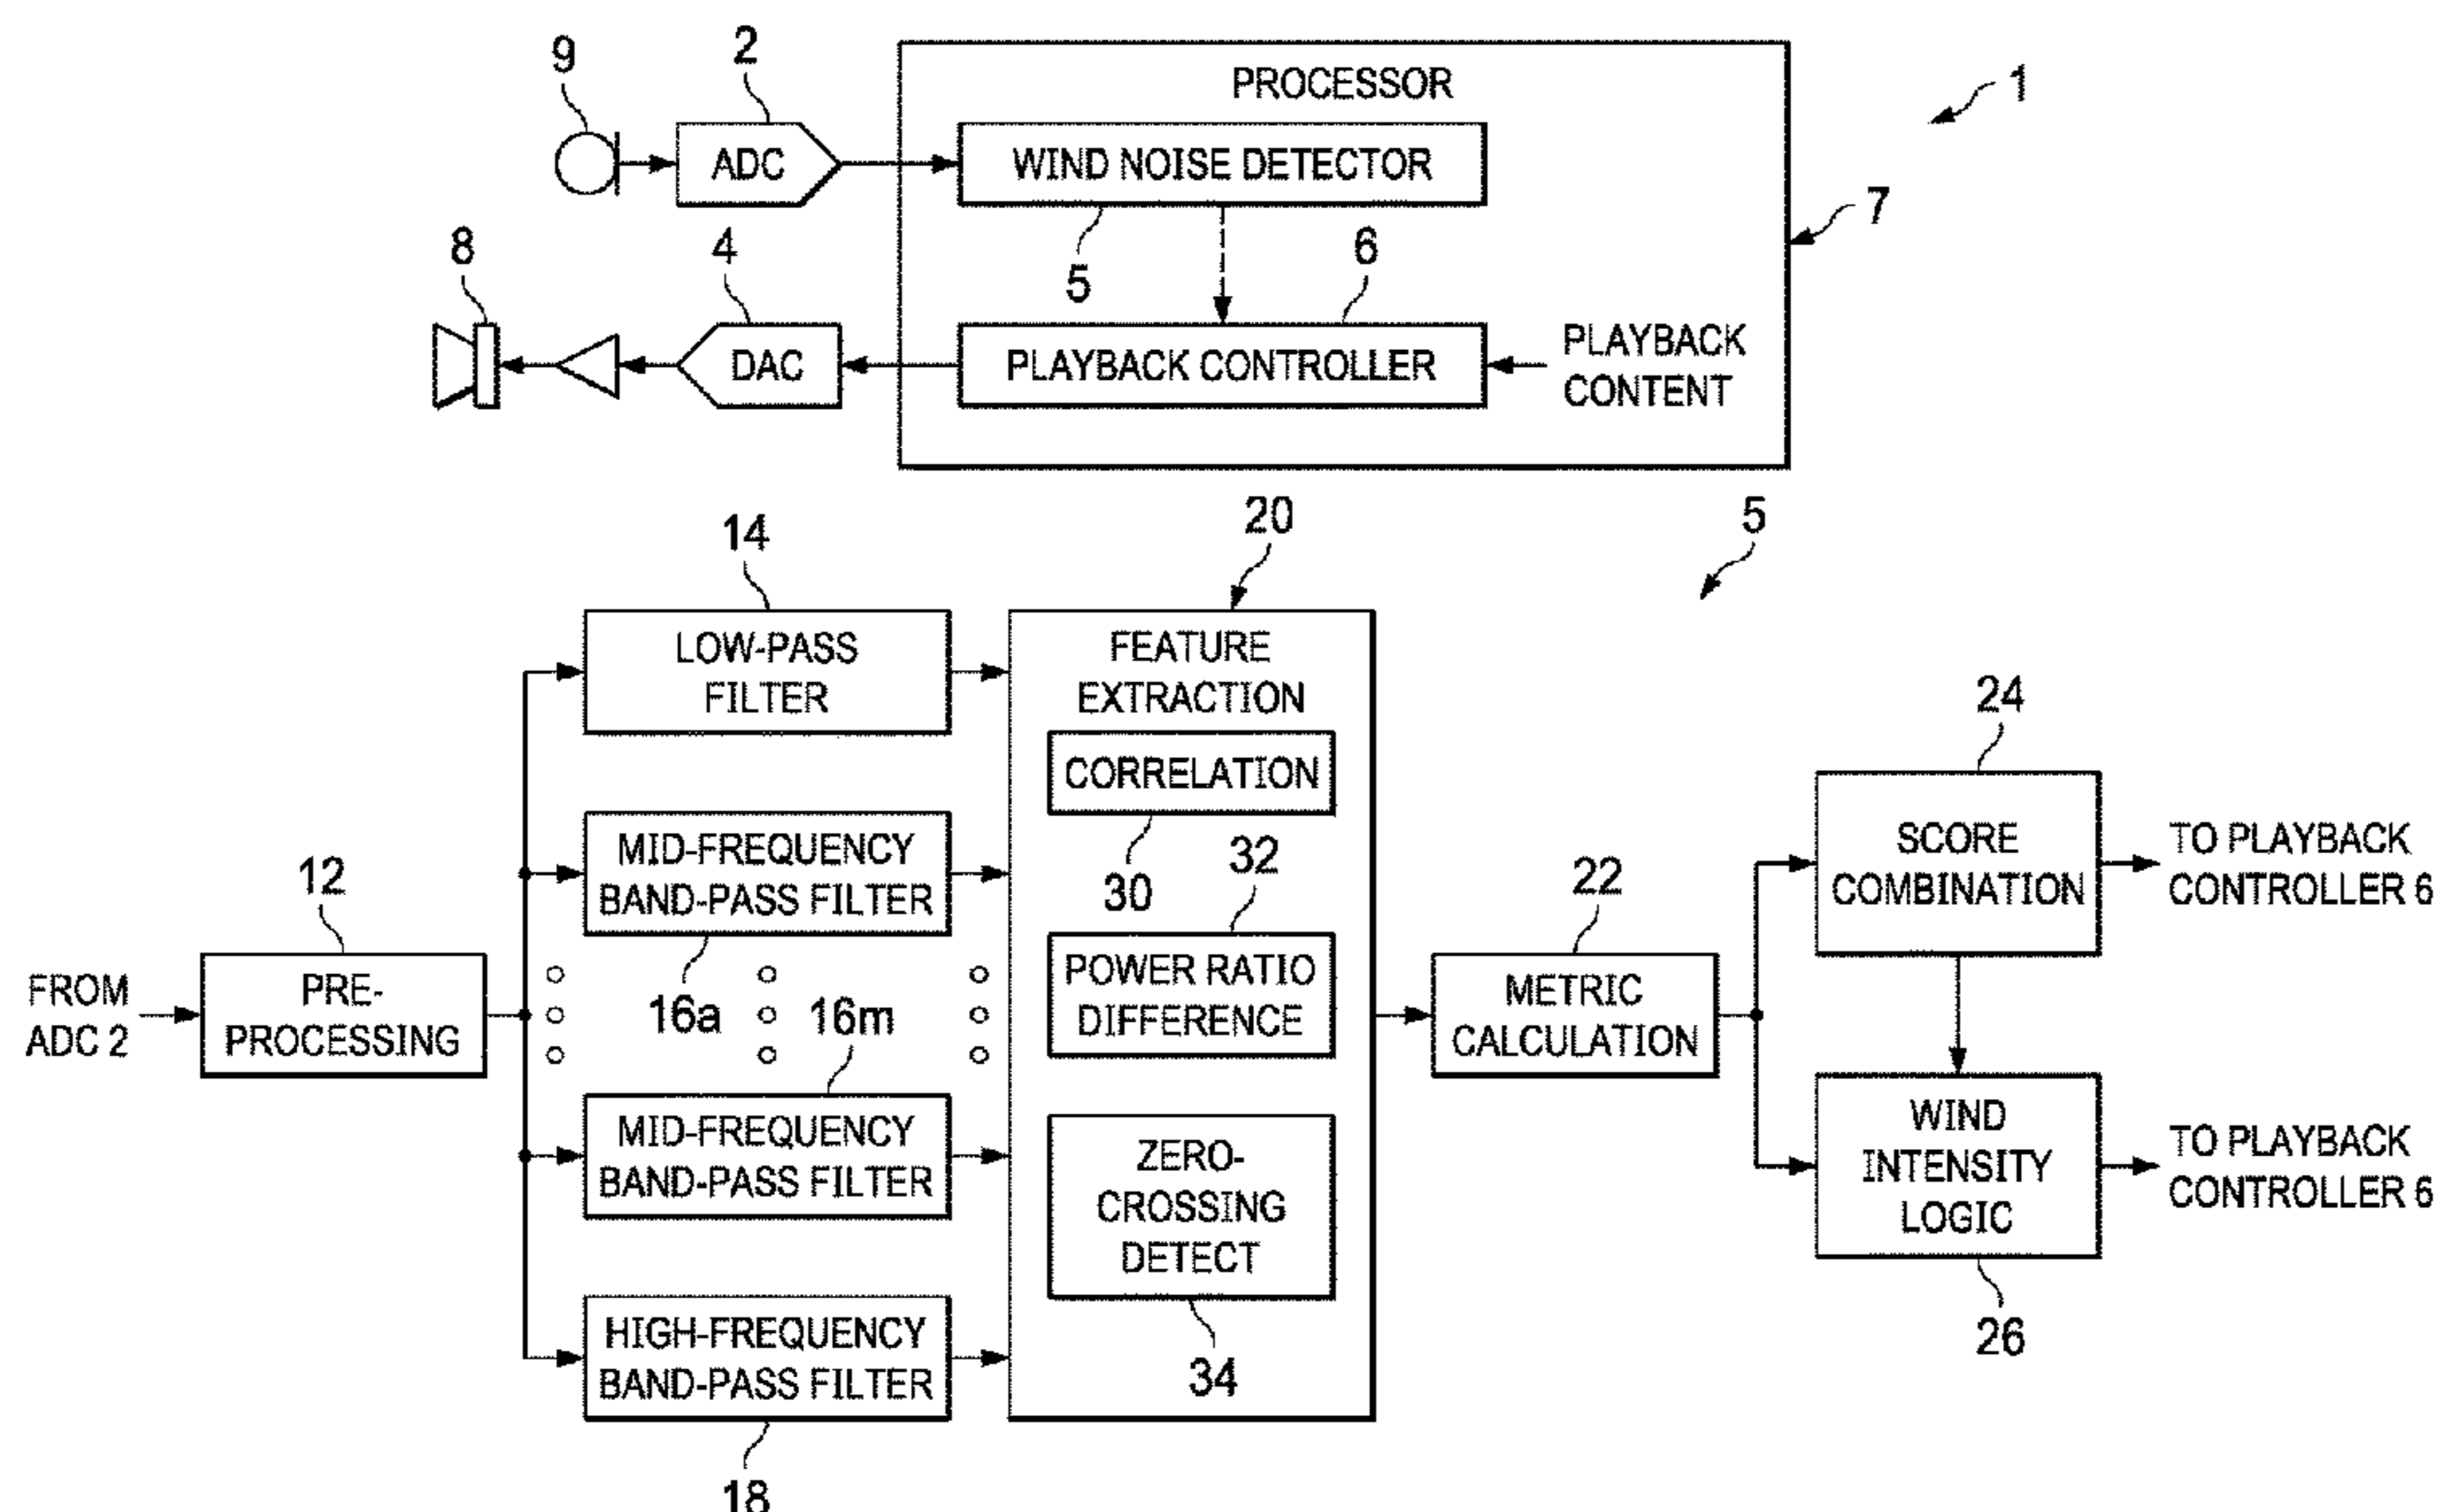 9
2
PROCESSOR
1
ADC
WIND NOISE DETECTOR
7
8
4
5
6
DAC
PLAYBACK CONTROLLER
PLAYBACK
CONTENT
14
20
5
LOW-PASS
FILTER
FEATURE
EXTRACTION
CORRELATION
30
24
12
MID-FREQUENCY
BAND-PASS FILTER
16a
32
22
SCORE
COMBINATION
TO PLAYBACK
CONTROLLER 6
FROM
ADC 2
PRE-
PROCESSING
16m
POWER RATIO
DIFFERENCE
METRIC
CALCULATION
MID-FREQUENCY
BAND-PASS FILTER
ZERO-
CROSSING
DETECT
34
WIND
INTENSITY
LOGIC
26
TO PLAYBACK
CONTROLLER 6
HIGH-FREQUENCY
BAND-PASS FILTER
18